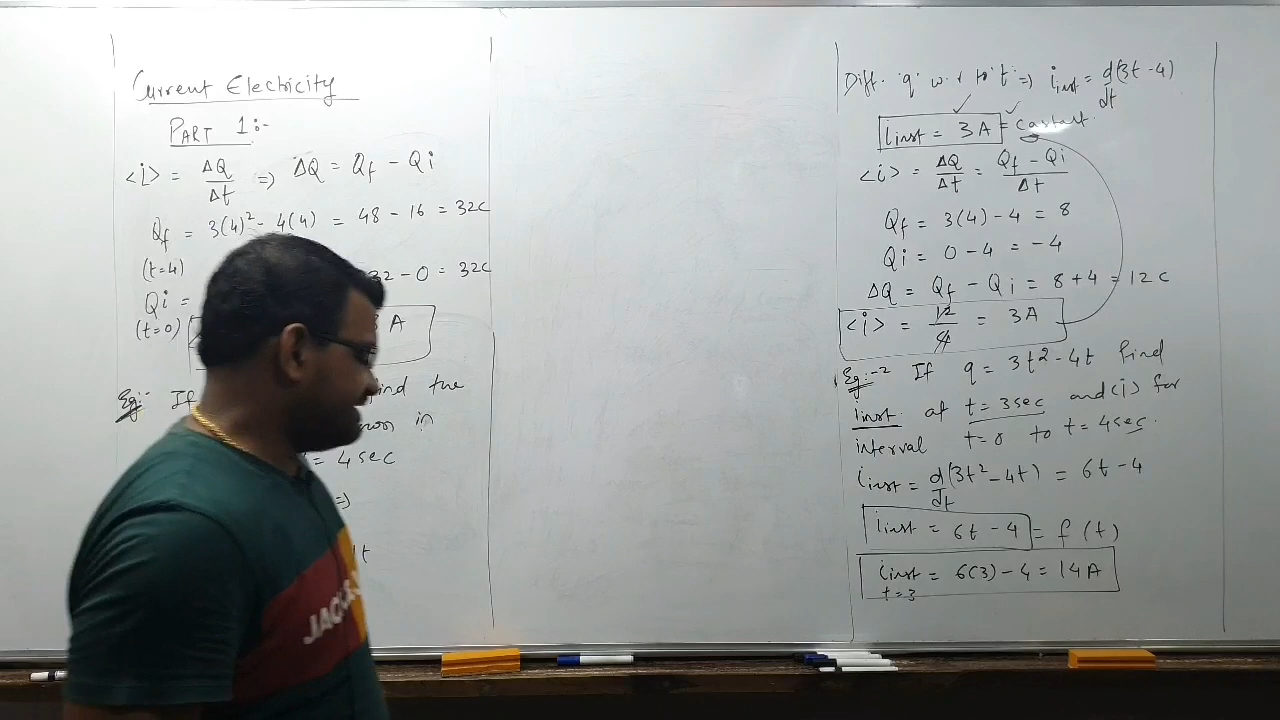 Current Electricity
PART 1:-
<i> = ΔQ/Δt => ΔQ = Qf - Qi
Qf = 3(4)² - 4(4) = 48 - 16 = 32C
(t=4)
32 - 0 = 32C
Qi =
(t=0)
A
Eg:- If find the
in
= 4 sec
=>
Diff. 'q' w.r to 't' => iinst = d/dt (3t-4)
iinst = 3A =
<i> = ΔQ/Δt = Qf - Qi/Δt
Qf = 3(4) - 4 = 8
Qi = 0 - 4 = -4
ΔQ = Qf - Qi = 8 + 4 = 12C
<i> = 12/4 = 3A
Eg:-2 If q = 3t² - 4t find
iinst. at t = 3sec and <i> for
interval t=0 to t = 4sec.
iinst = d/dt (3t² - 4t) = 6t - 4
iinst = 6t - 4 = f(t)
iinst = 6(3) - 4 = 14A
t=3
JACK